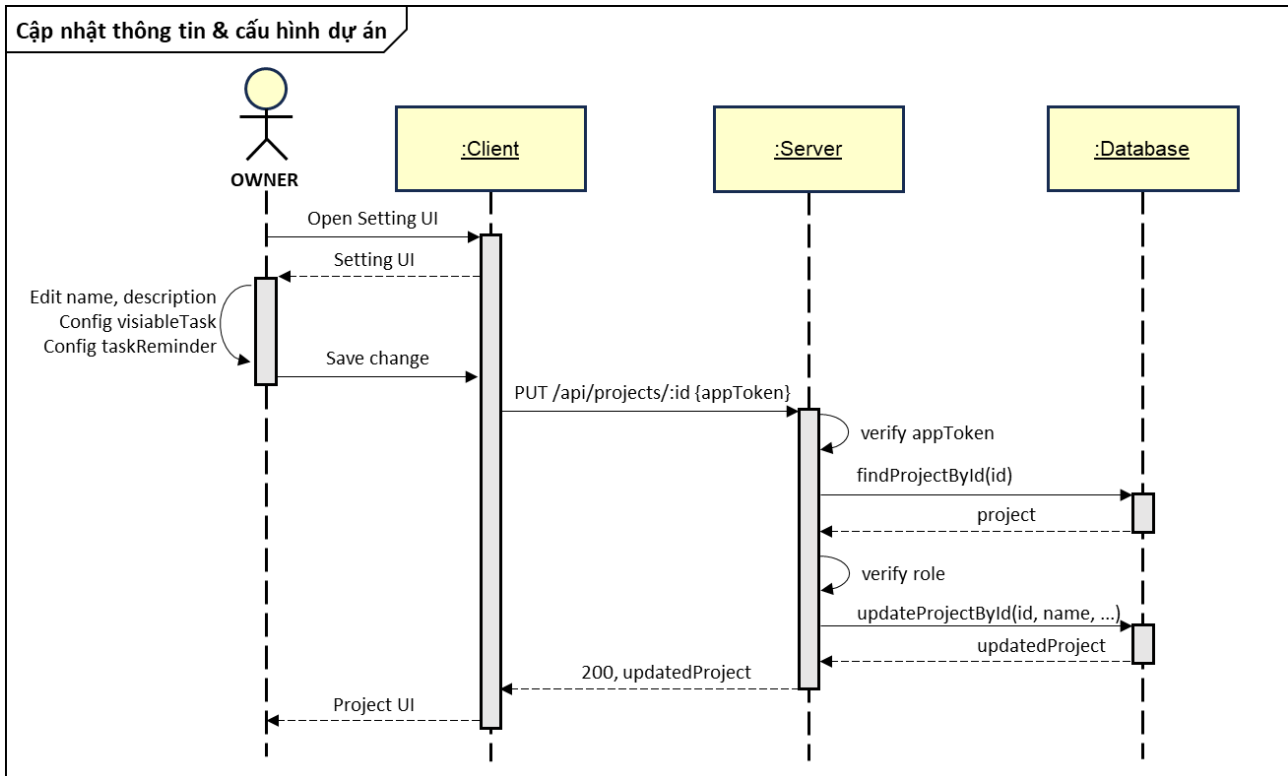 Cập nhật thông tin & cấu hình dự án
OWNER
:Client
:Server
:Database
Open Setting UI
Setting UI
Edit name, description
Config visiableTask
Config taskReminder
Save change
PUT /api/projects/:id {appToken}
verify appToken
findProjectById(id)
project
verify role
updateProjectById(id, name, ...)
updatedProject
200, updatedProject
Project UI